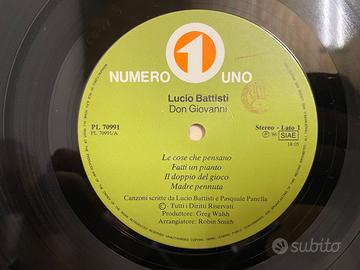 NUMERO 1 UNO
Lucio Battisti
Don Giovanni
PL 70991
PL 70991/A
Stereo - Lato 1
℗ '86 SIAE
18:05
Le cose che pensano
Fatti un pianto
Il doppio del gioco
Madre pennuta
Canzoni scritte da Lucio Battisti e Pasquale Panella
© - Tutti i Diritti Riservati.
Produttore: Greg Walsh
Arrangiatore: Robin Smith
subito